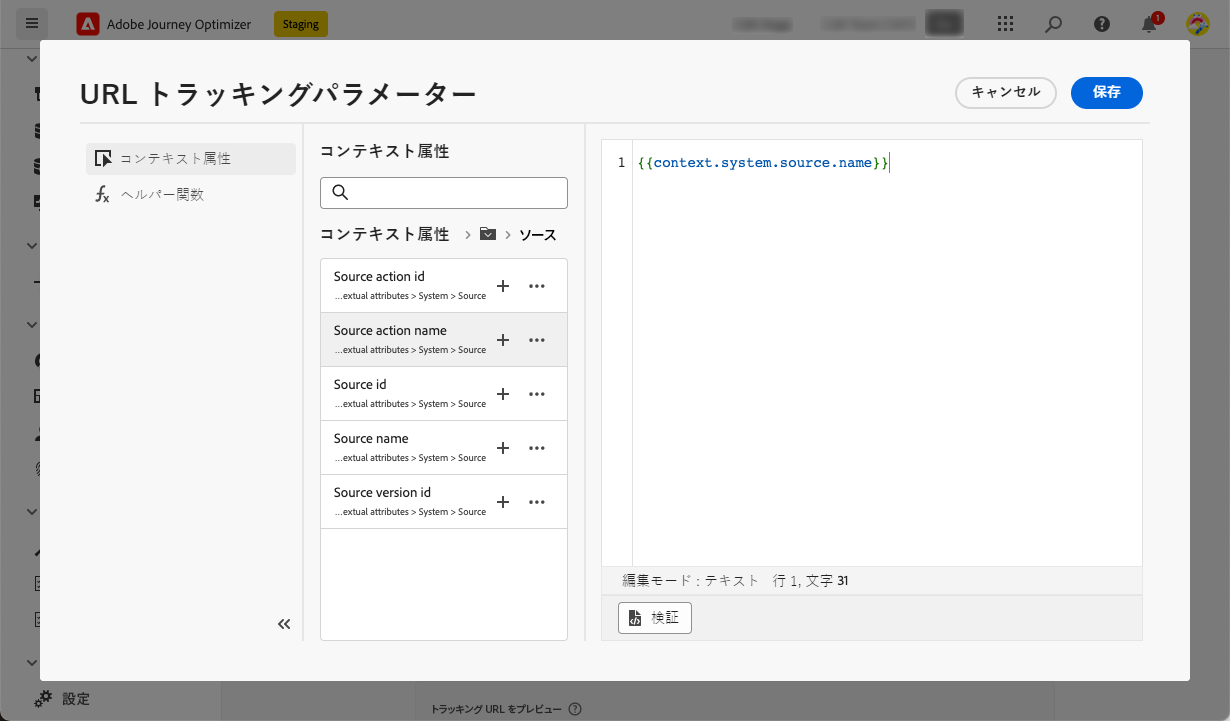 Adobe Journey Optimizer
Staging
1
URL トラッキングパラメーター
キャンセル
保存
コンテキスト属性
ヘルパー関数
コンテキスト属性
コンテキスト属性 > > ソース
Source action id
...extual attributes > System > Source
Source action name
...extual attributes > System > Source
Source id
...extual attributes > System > Source
Source name
...extual attributes > System > Source
Source version id
...extual attributes > System > Source
1 {{context.system.source.name}}
編集モード : テキスト 行 1, 文字 31
検証
設定
トラッキング URL をプレビュー